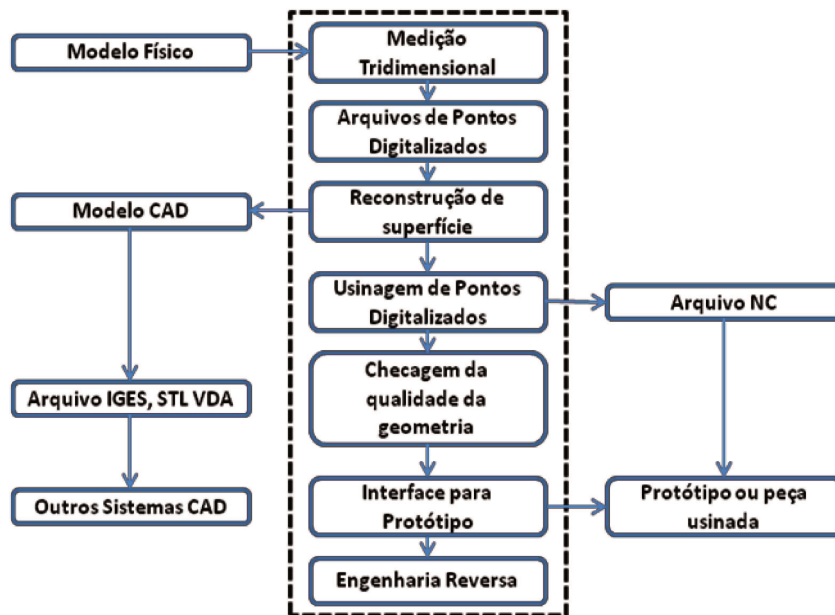 Modelo Físico
Medição
Tridimensional
Arquivos de Pontos
Digitalizados
Modelo CAD
Reconstrução de
superfície
Usinagem de Pontos
Digitalizados
Arquivo NC
Checagem da
qualidade da
geometria
Arquivo IGES, STL VDA
Outros Sistemas CAD
Interface para
Protótipo
Protótipo ou peça
usinada
Engenharia Reversa